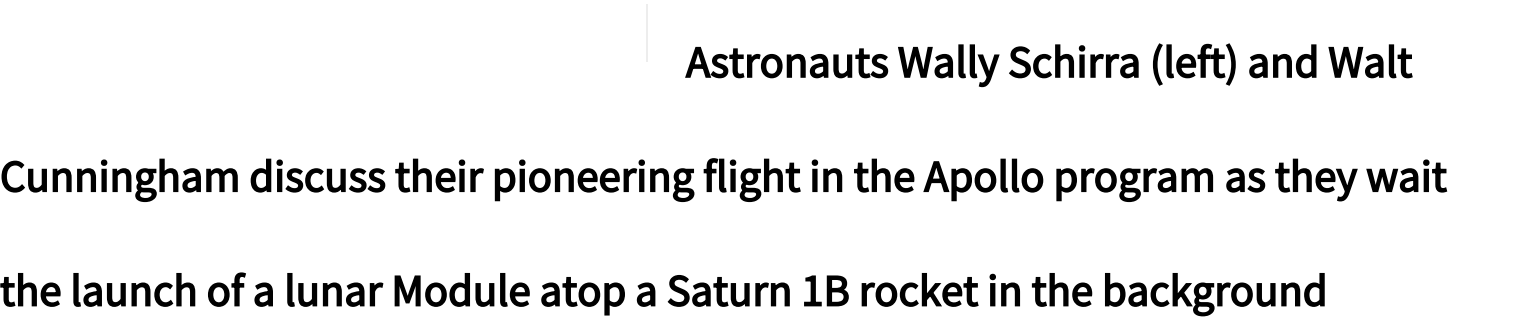 Astronauts Wally Schirra (left) and Walt
Cunningham discuss their pioneering flight in the Apollo program as they wait
the launch of a lunar Module atop a Saturn 1B rocket in the background